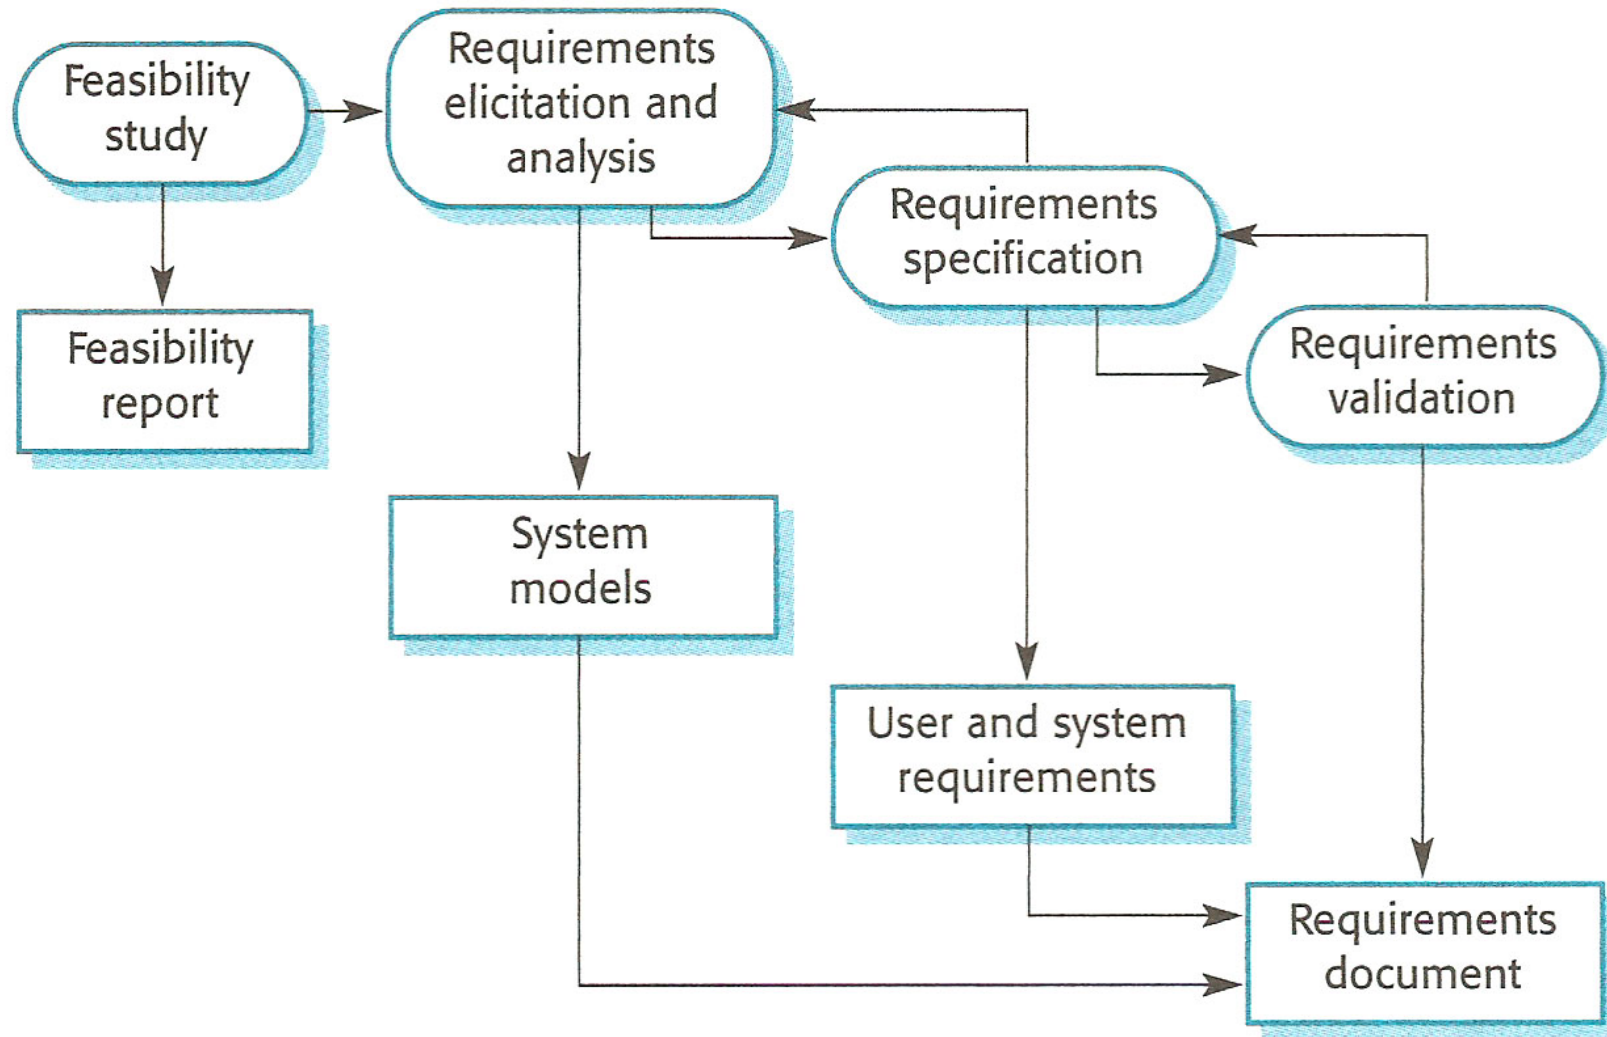 Feasibility
study
Requirements
elicitation and
analysis
Requirements
specification
Requirements
validation
Feasibility
report
System
models
User and system
requirements
Requirements
document